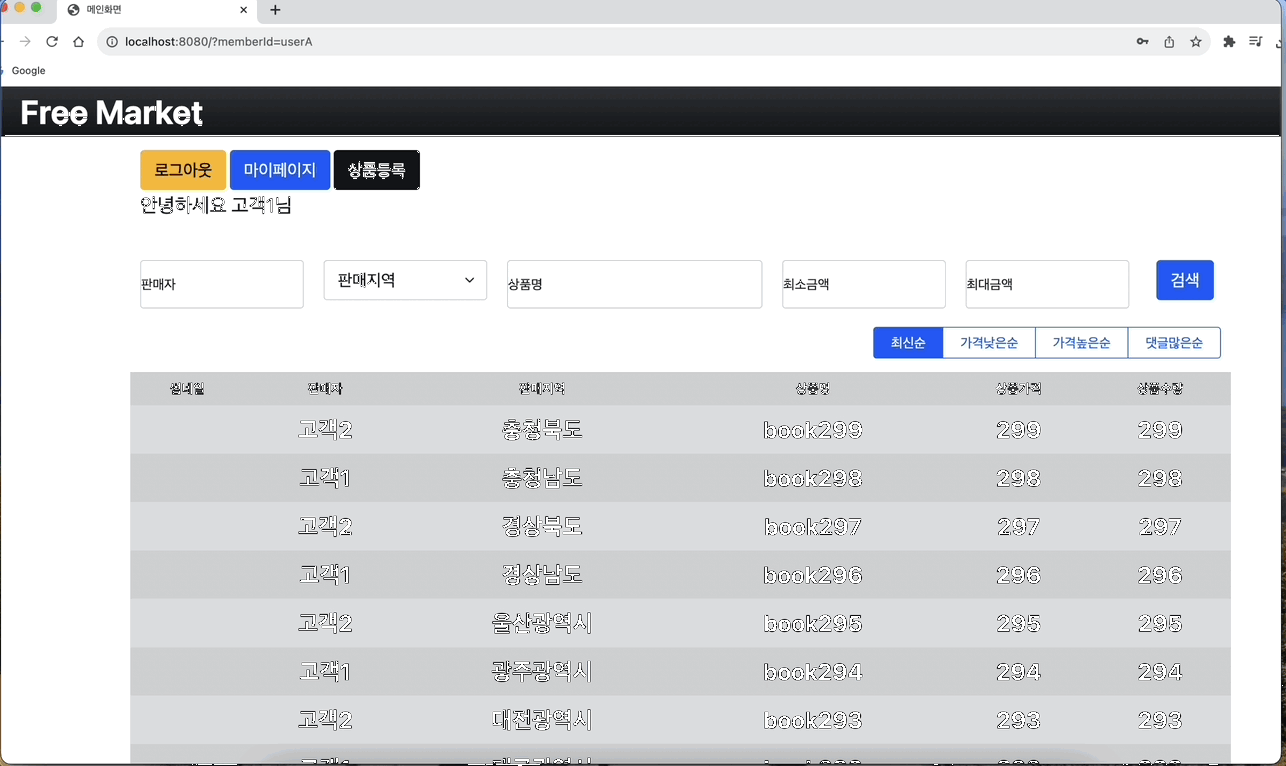 메인화면
localhost:8080/?memberId=userA
Google
Free Market
로그아웃 마이페이지 상품등록
안녕하세요 고객1님
판매자 판매지역 상품명 최소금액 최대금액 검색
최신순 가격낮은순 가격높은순 댓글많은순
썸네일 판매자 판매지역 상품명 상품가격 상품수량
고객2 충청북도 book299 299 299
고객1 충청남도 book298 298 298
고객2 경상북도 book297 297 297
고객1 경상남도 book296 296 296
고객2 울산광역시 book295 295 295
고객1 광주광역시 book294 294 294
고객2 대전광역시 book293 293 293